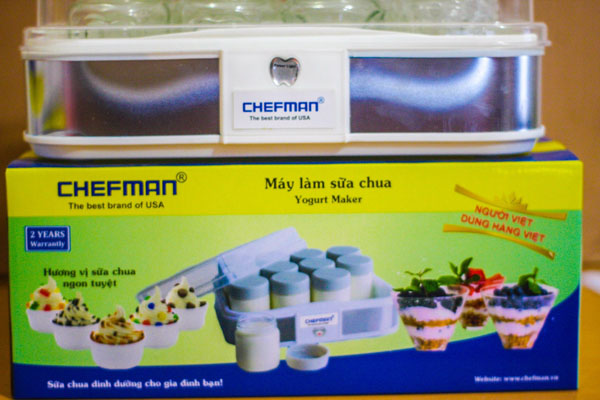 CHEFMAN®
The best brand of USA
CHEFMAN®
The best brand of USA
Máy làm sữa chua
Yogurt Maker
NGƯỜI VIỆT
DÙNG HÀNG VIỆT
2 YEARS
Warrantly
Hương vị sữa chua
ngon tuyệt
Sữa chua dinh dưỡng cho gia đình bạn!
Website: www.chefman.vn